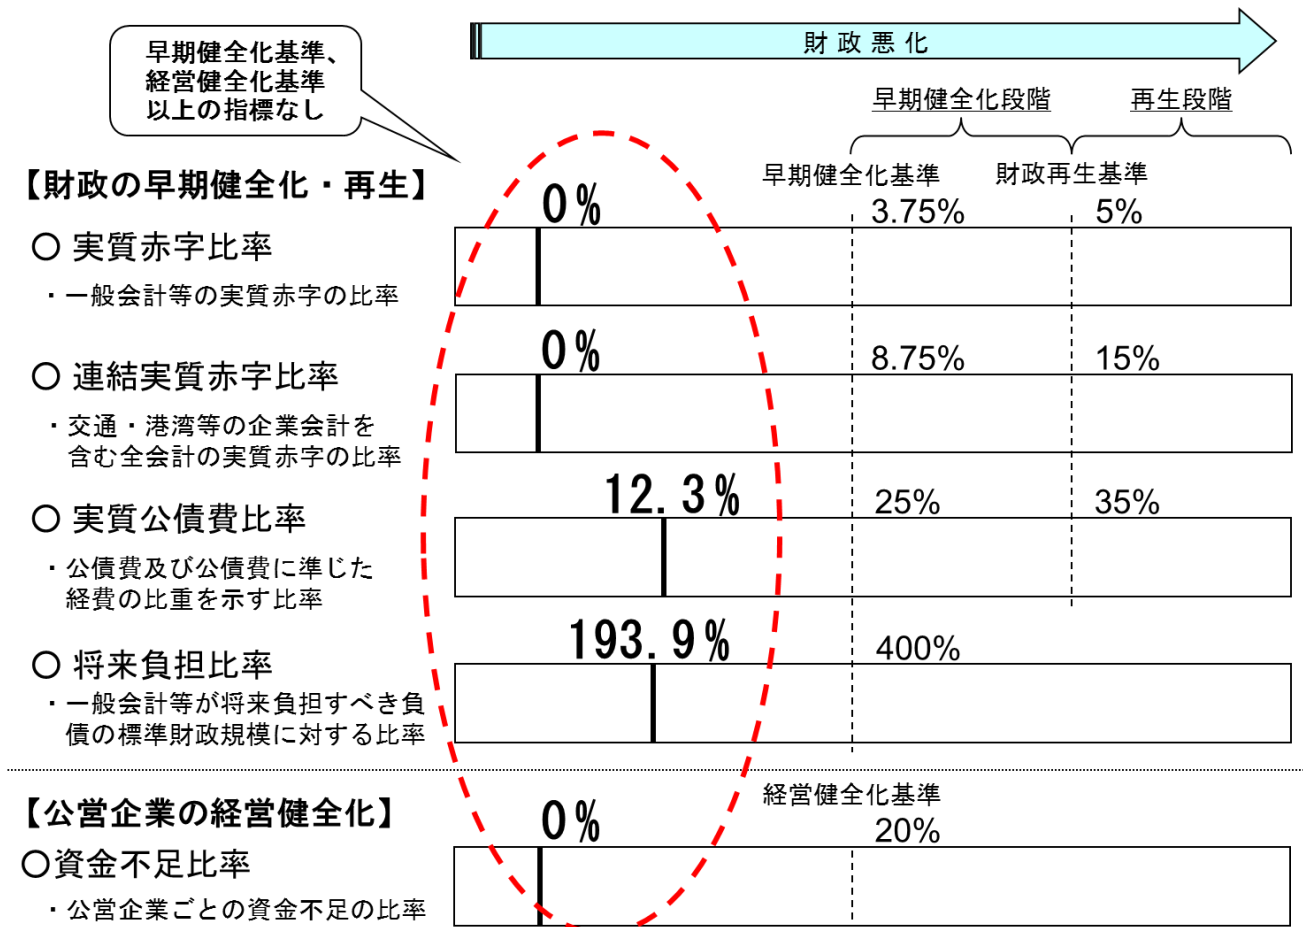 早期健全化基準、
経営健全化基準
以上の指標なし
財政悪化
早期健全化段階
再生段階
【財政の早期健全化・再生】
早期健全化基準
財政再生基準
0%
3.75%
5%
〇 実質赤字比率
・一般会計等の実質赤字の比率
0%
8.75%
15%
〇 連結実質赤字比率
・交通・港湾等の企業会計を
含む全会計の実質赤字の比率
12.3%
25%
35%
〇 実質公債費比率
・公債費及び公債費に準じた
経費の比重を示す比率
193.9%
400%
〇 将来負担比率
・一般会計等が将来負担すべき負
債の標準財政規模に対する比率
【公営企業の経営健全化】
経営健全化基準
0%
20%
〇資金不足比率
・公営企業ごとの資金不足の比率